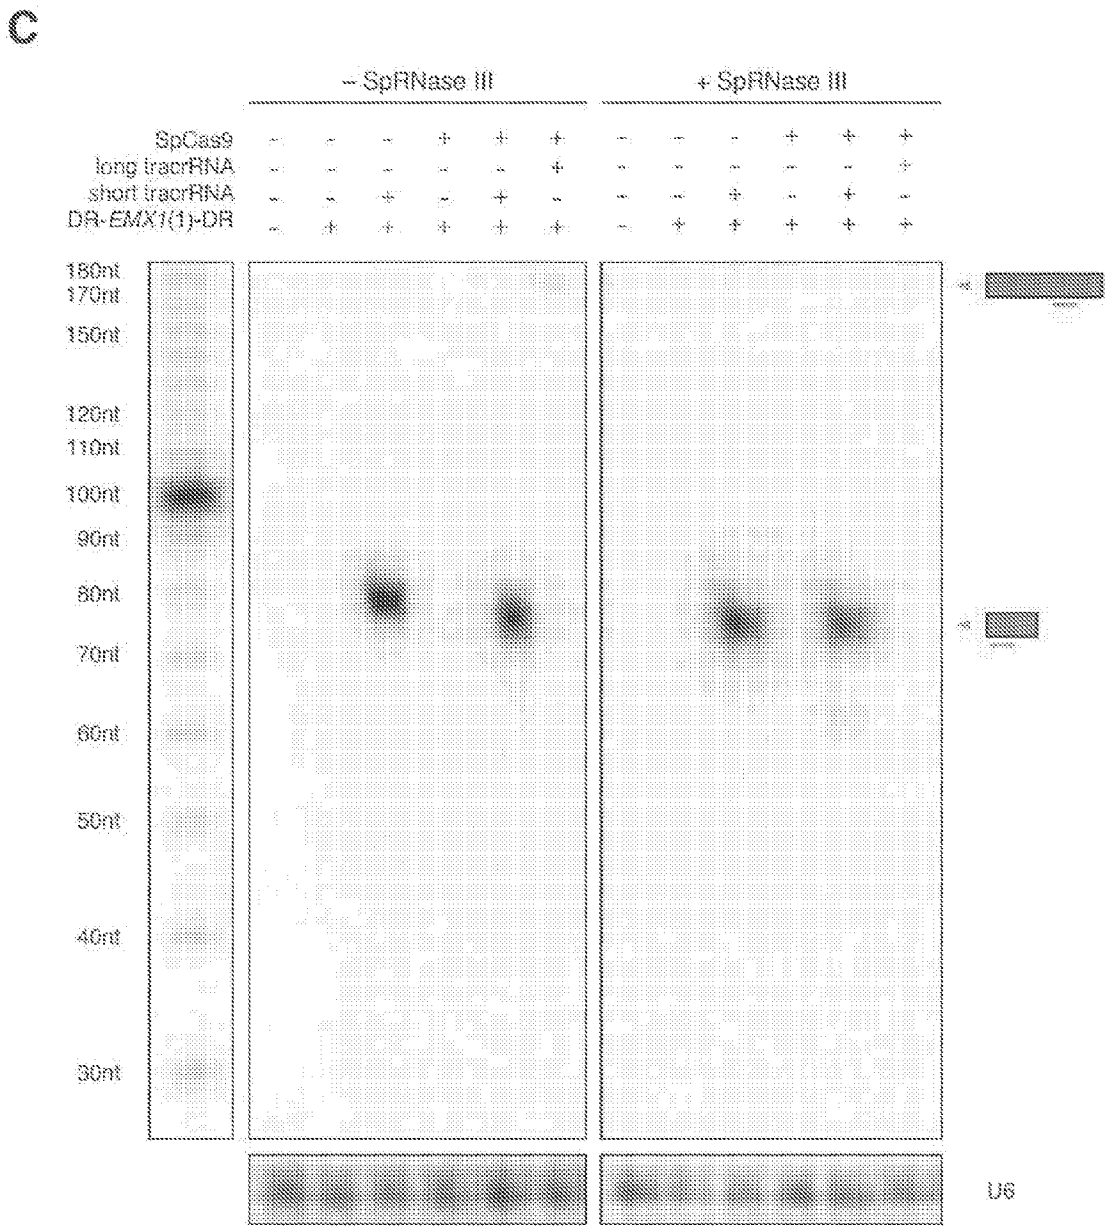 C
– SpRNase III + SpRNase III
SpCas9 - - - + + + - - - + + +
long tracrRNA - - - - - + - - - - - +
short tracrRNA - - + - + - - - + - + -
DR-EMX1(1)-DR - + + + + + - + + + + +
180nt
170nt
150nt
120nt
110nt
100nt
90nt
80nt
70nt
60nt
50nt
40nt
30nt
U6